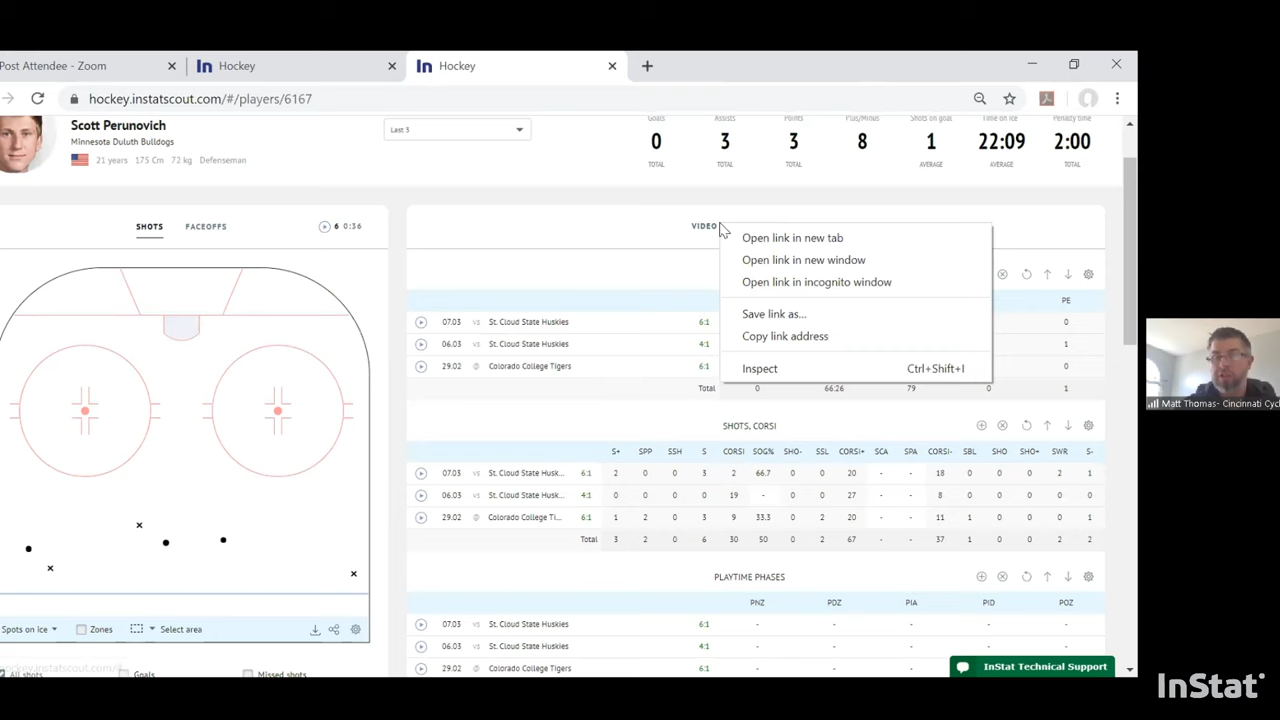 Post Attendee - Zoom
In Hockey
In Hockey
hockey.instatscout.com/#/players/6167
Scott Perunovich
Minnesota Duluth Bulldogs
21 years 175 Cm 72 kg Defenseman
Last 3
Goals Assists Points Plus/Minus Shots on goal Time on ice Penalty time
0 3 3 8 1 22:09 2:00
TOTAL TOTAL TOTAL AVERAGE AVERAGE TOTAL
SHOTS FACEOFFS 6 0:36
VIDEO
Open link in new tab
Open link in new window
Open link in incognito window
Save link as...
Copy link address
Inspect Ctrl+Shift+I
PE
07.03 vs St. Cloud State Huskies 6:1 0
06.03 vs St. Cloud State Huskies 4:1 1
29.02 @ Colorado College Tigers 6:1 0
Total 0 66:26 79 0 1
SHOTS, CORSI
S+ SPP SSH S CORSI SOG% SHO- SSL CORSI+ SCA SPA CORSI- SBL SHO SHO+ SWR S-
07.03 vs St. Cloud State Husk... 6:1 2 0 0 3 2 66.7 0 0 20 - - 18 0 0 0 2 1
06.03 vs St. Cloud State Husk... 4:1 0 0 0 0 19 - 0 0 27 - - 8 0 0 0 0 0
29.02 @ Colorado College Ti... 6:1 1 2 0 3 9 33.3 0 2 20 - - 11 1 0 0 0 1
Total 3 2 0 6 30 50 0 2 67 - - 37 1 0 0 2 2
PLAYTIME PHASES
PNZ PDZ PIA PID POZ
07.03 vs St. Cloud State Huskies 6:1 - - - - -
06.03 vs St. Cloud State Huskies 4:1 - - - - -
29.02 @ Colorado College Tigers 6:1 - - - - -
Spots on ice Zones Select area
hockey.instatscout.com/#
All shots Goals Missed shots
InStat Technical Support
Matt Thomas- Cincinnati Cycl
InStat